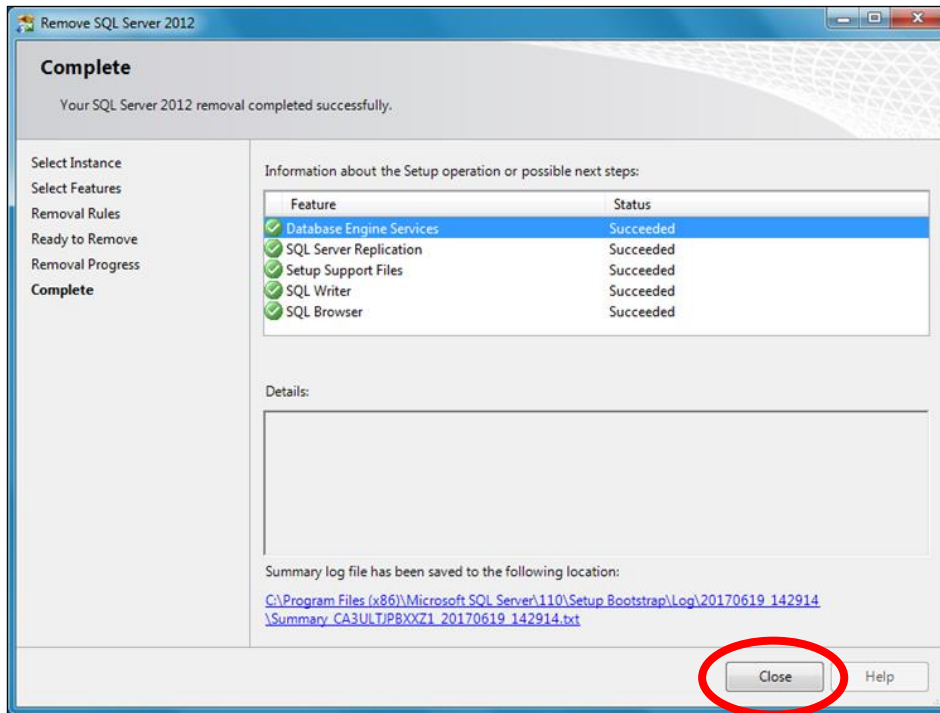 Remove SQL Server 2012
Complete
Your SQL Server 2012 removal completed successfully.
Select Instance
Select Features
Removal Rules
Ready to Remove
Removal Progress
Complete
Information about the Setup operation or possible next steps:
Feature Status
Database Engine Services Succeeded
SQL Server Replication Succeeded
Setup Support Files Succeeded
SQL Writer Succeeded
SQL Browser Succeeded
Details:
Summary log file has been saved to the following location:
C:\Program Files (x86)\Microsoft SQL Server\110\Setup Bootstrap\Log\20170619_142914
\Summary_CA3ULTJPBXXZ1_20170619_142914.txt
Close Help